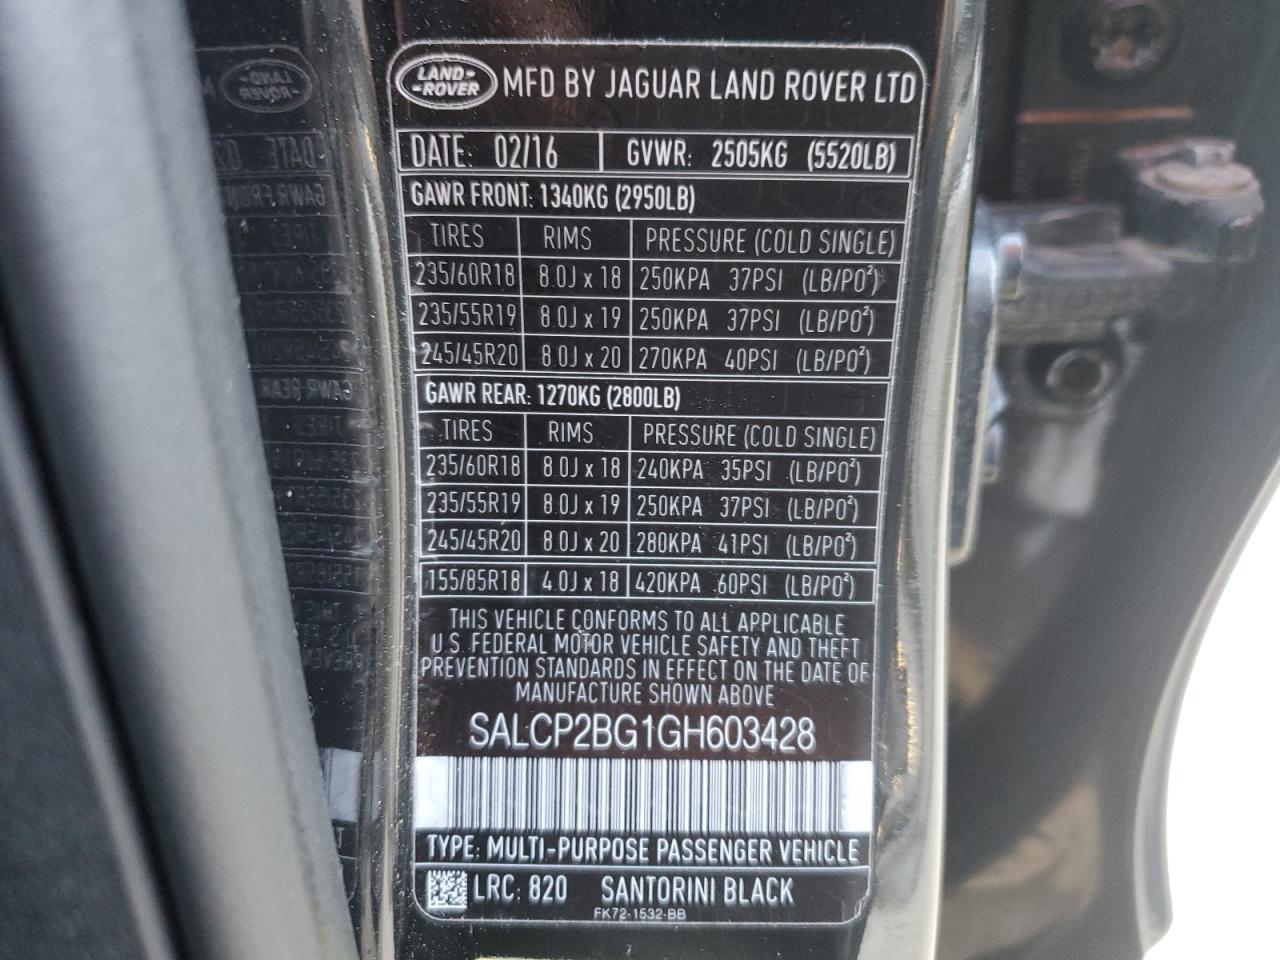 LAND-
-ROVER
MFD BY JAGUAR LAND ROVER LTD
DATE: 02/16 GVWR: 2505KG (5520LB)
GAWR FRONT: 1340KG (2950LB)
TIRES RIMS PRESSURE (COLD SINGLE)
235/60R18 8.0J x 18 250KPA 37PSI (LB/PO²)
235/55R19 8.0J x 19 250KPA 37PSI (LB/PO²)
245/45R20 8.0J x 20 270KPA 40PSI (LB/PO²)
GAWR REAR: 1270KG (2800LB)
TIRES RIMS PRESSURE (COLD SINGLE)
235/60R18 8.0J x 18 240KPA 35PSI (LB/PO²)
235/55R19 8.0J x 19 250KPA 37PSI (LB/PO²)
245/45R20 8.0J x 20 280KPA 41PSI (LB/PO²)
155/85R18 4.0J x 18 420KPA 60PSI (LB/PO²)
THIS VEHICLE CONFORMS TO ALL APPLICABLE
U.S. FEDERAL MOTOR VEHICLE SAFETY AND THEFT
PREVENTION STANDARDS IN EFFECT ON THE DATE OF
MANUFACTURE SHOWN ABOVE
SALCP2BG1GH603428
TYPE: MULTI-PURPOSE PASSENGER VEHICLE
LRC: 820 SANTORINI BLACK
FK72-1532-BB